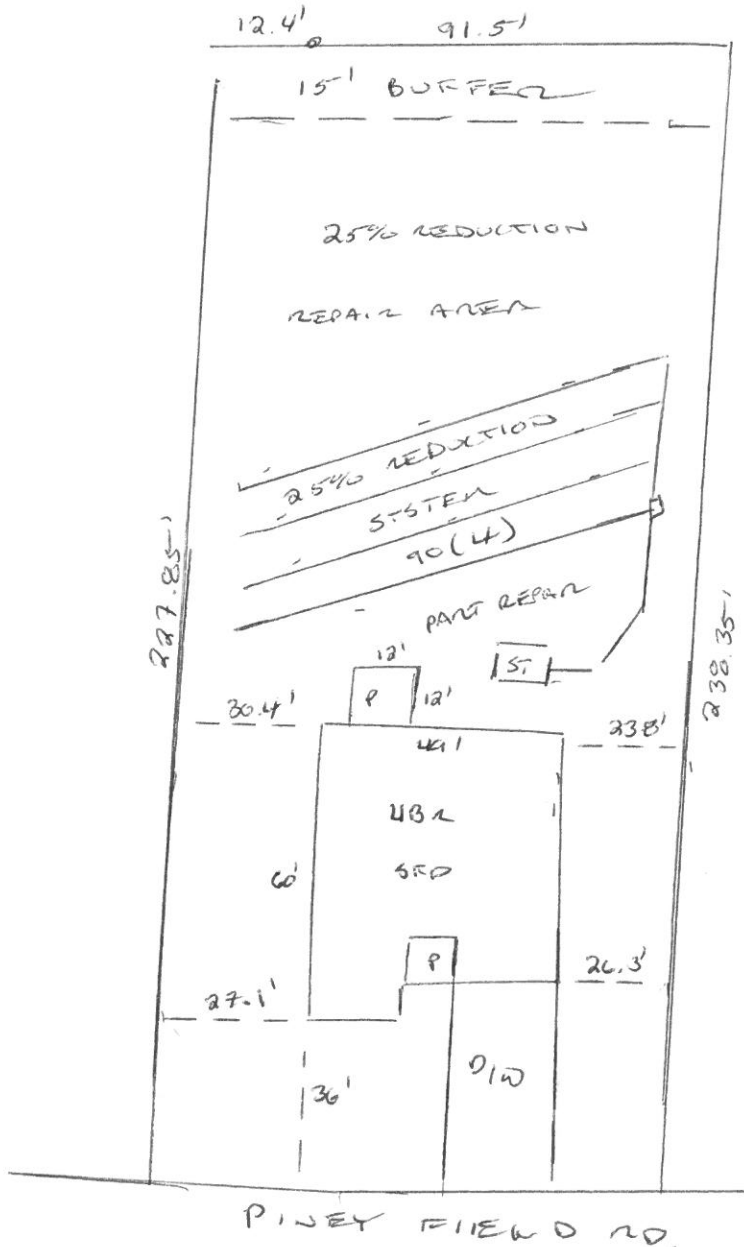 12.4' 91.5'
15' BUFFER
25% REDUCTION
REPAIR AREA
25% REDUCTION
SYSTEM
90(4)
PART REPAIR
227.85'
238.35'
12'
ST
P
12'
30.4'
49'
23.8'
4BR
60'
SFD
P
26.3'
27.1'
D/W
36'
PINEY FIELD RD